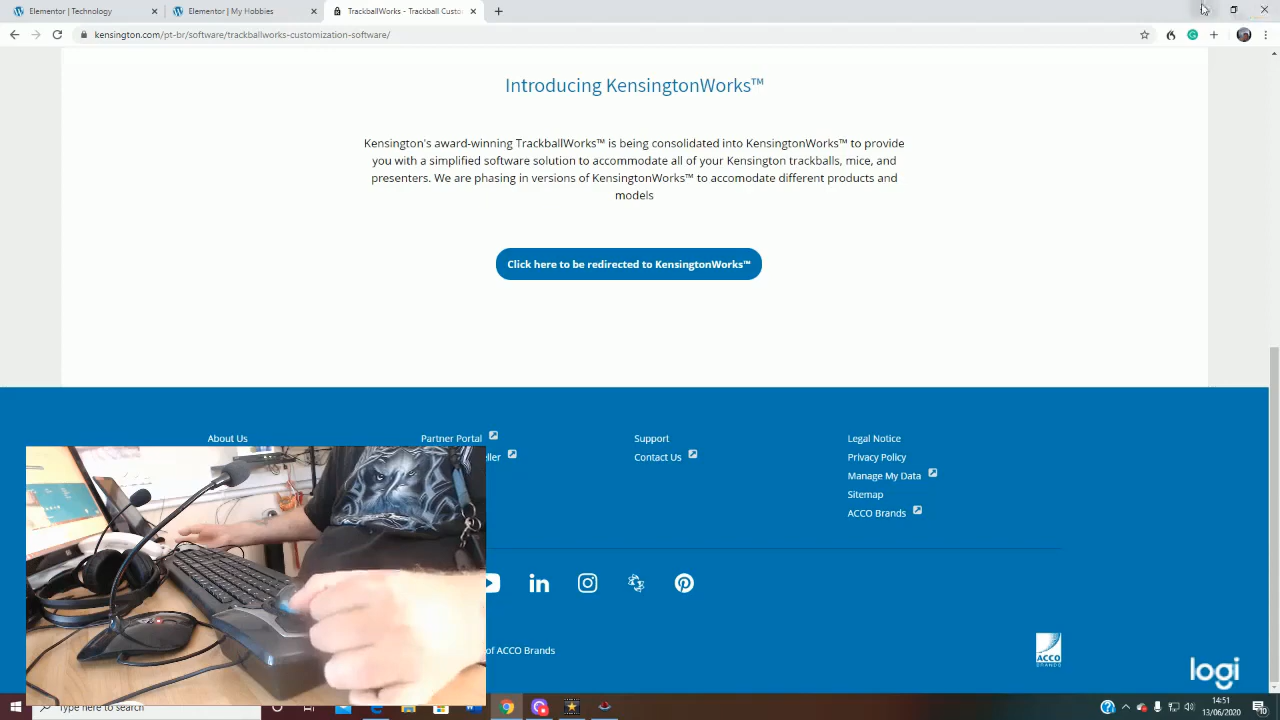 Elementor | Technology
Elementor | My Hobbies
TrackballWorks™ - Trackball Custo
kensington.com/pt-br/software/trackballworks-customization-software/
Introducing KensingtonWorks™
Kensington's award-winning TrackballWorks™ is being consolidated into KensingtonWorks™ to provide
you with a simplified software solution to accommodate all of your Kensington trackballs, mice, and
presenters. We are phasing in versions of KensingtonWorks™ to accomodate different products and
models
Click here to be redirected to KensingtonWorks™
About Us
Partner Portal
eller
Support
Contact Us
Legal Notice
Privacy Policy
Manage My Data
Sitemap
ACCO Brands
in
of ACCO Brands
ACCO
BRANDS
logi
Type here to search
14:51
13/06/2020